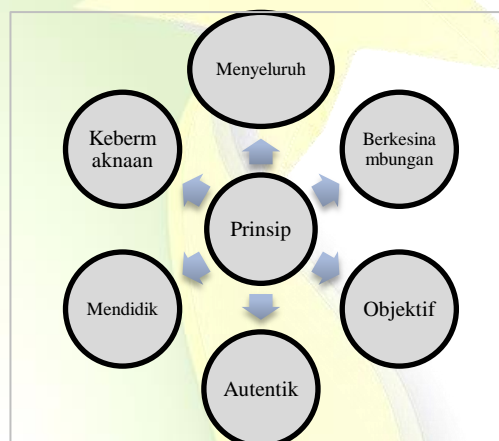 Menyeluruh
Keberm
aknaan
Berkesina
mbungan
Prinsip
Mendidik
Objektif
Autentik